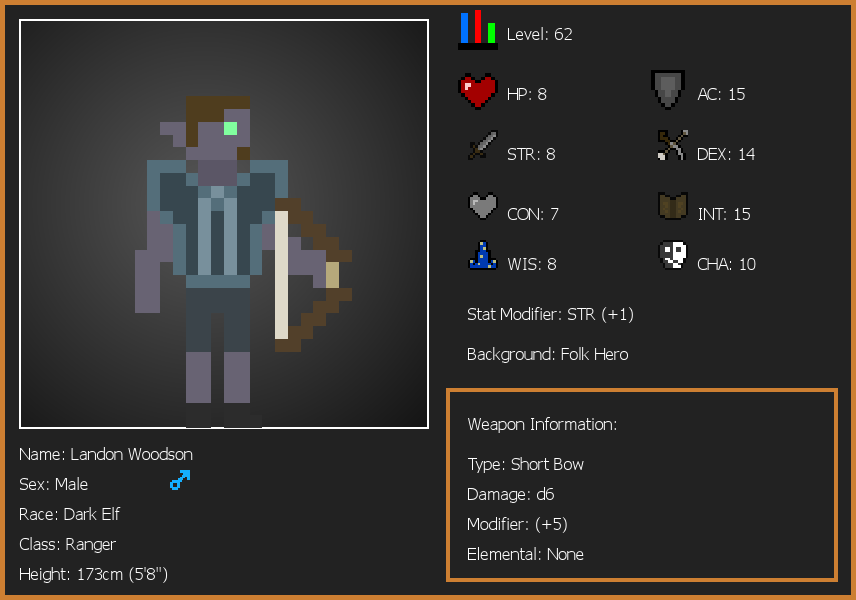 Level: 62
HP: 8
AC: 15
STR: 8
DEX: 14
CON: 7
INT: 15
WIS: 8
CHA: 10
Stat Modifier: STR (+1)
Background: Folk Hero
Weapon Information:
Type: Short Bow
Damage: d6
Modifier: (+5)
Elemental: None
Name: Landon Woodson
Sex: Male
Race: Dark Elf
Class: Ranger
Height: 173cm (5'8")